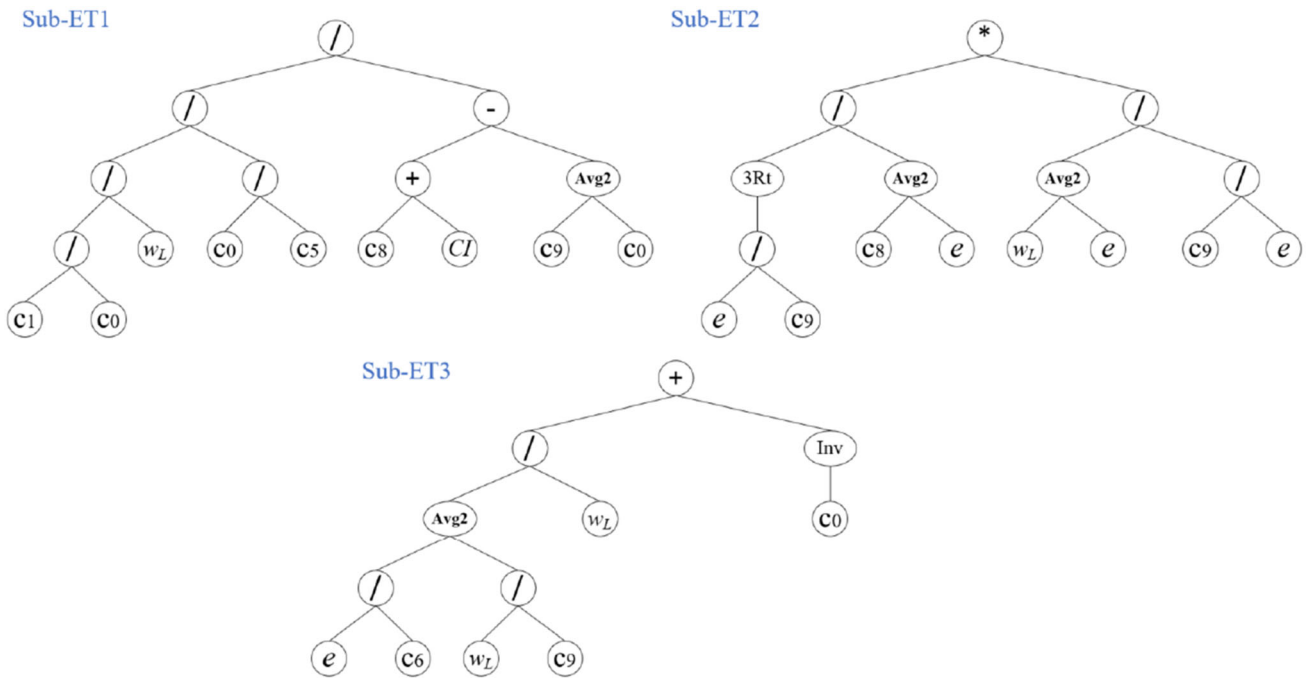 Sub-ET1
/
/ -
/ / + Avg2
/ wL c0 c5 c8 CI c9 c0
c1 c0
Sub-ET2
*
/ /
3Rt Avg2 Avg2 /
/ c8 e wL e c9 e
e c9
Sub-ET3
+
/ Inv
Avg2 wL c0
/ /
e c6 wL c9